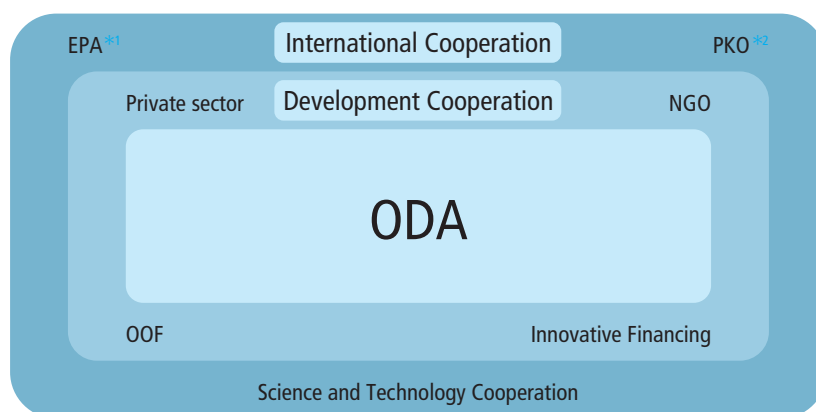 EPA*1 International Cooperation PKO*2
Private sector Development Cooperation NGO
ODA
OOF Innovative Financing
Science and Technology Cooperation